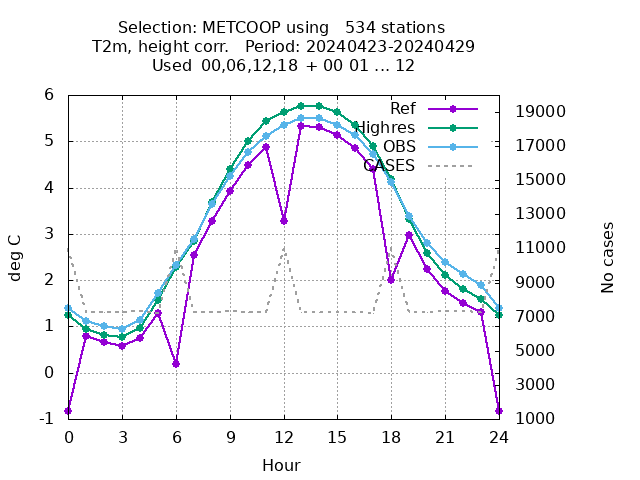 Selection: METCOOP using 534 stations
T2m, height corr. Period: 20240423-20240429
Used 00,06,12,18 + 00 01 ... 12
Ref
Highres
OBS
CASES
6
5
4
3
2
1
0
-1
19000
17000
15000
13000
11000
9000
7000
5000
3000
1000
deg C
No cases
0 3 6 9 12 15 18 21 24
Hour